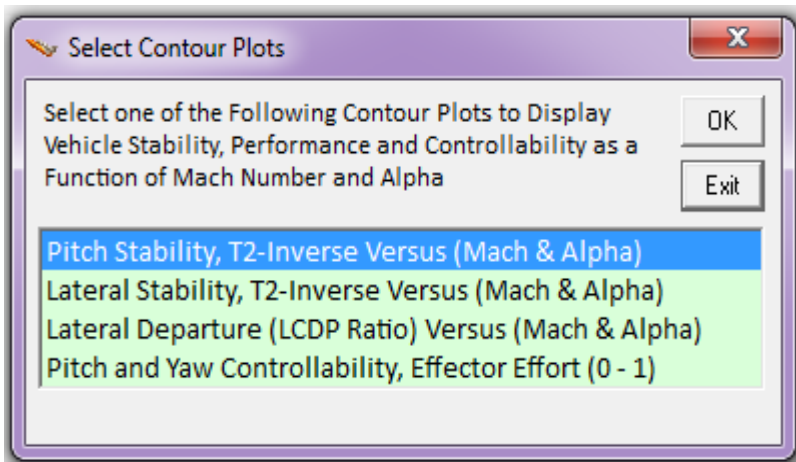 Select Contour Plots
Select one of the Following Contour Plots to Display
Vehicle Stability, Performance and Controllability as a
Function of Mach Number and Alpha
OK
Exit
Pitch Stability, T2-Inverse Versus (Mach & Alpha)
Lateral Stability, T2-Inverse Versus (Mach & Alpha)
Lateral Departure (LCDP Ratio) Versus (Mach & Alpha)
Pitch and Yaw Controllability, Effector Effort (0 - 1)